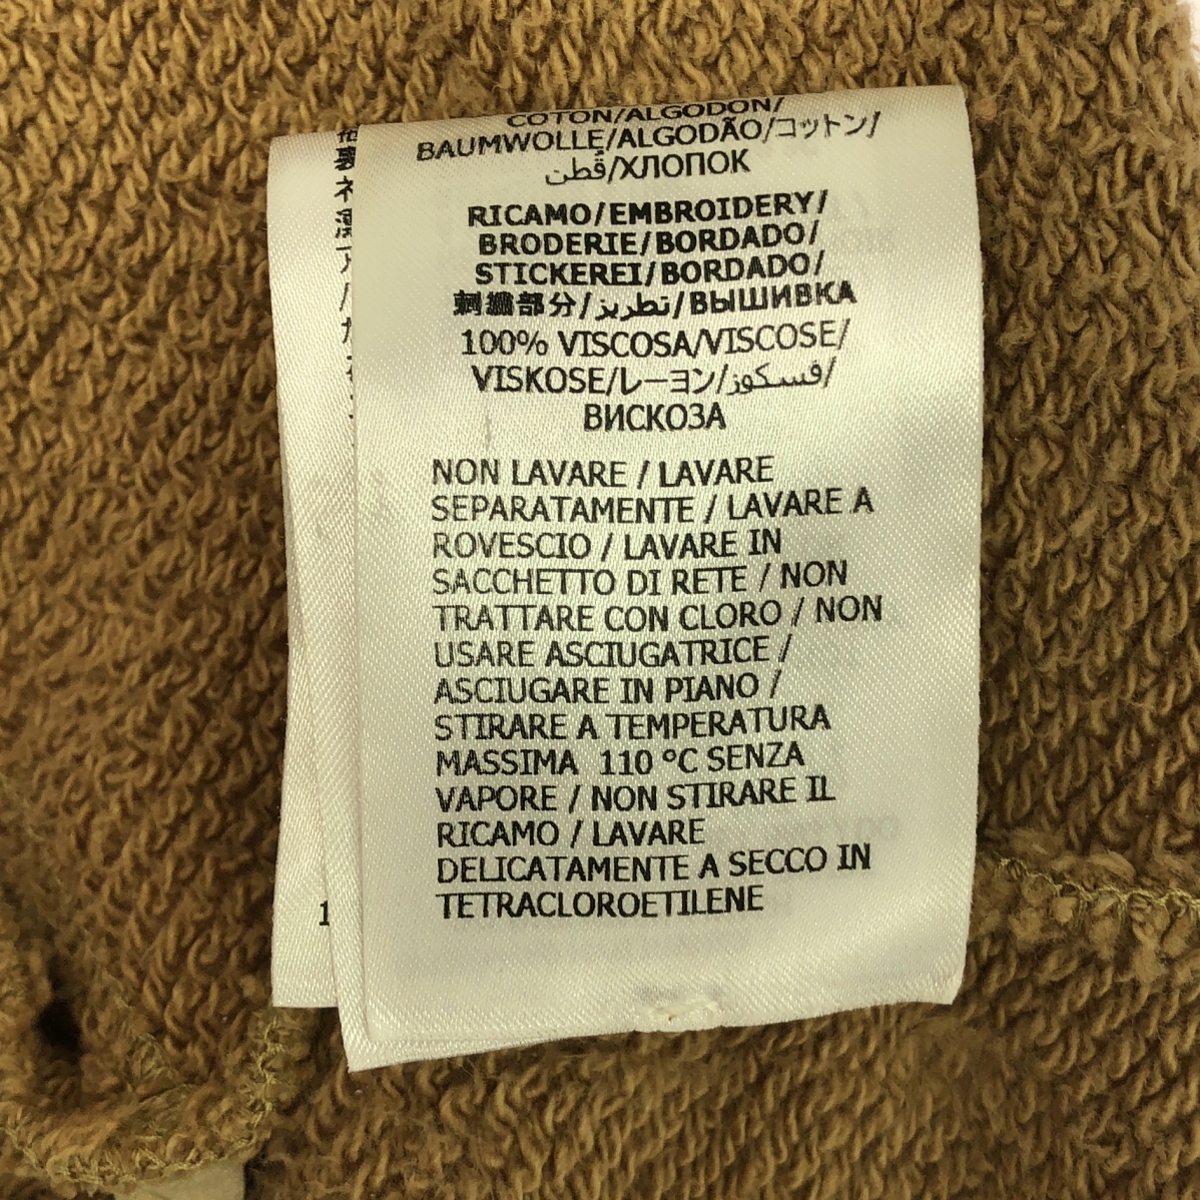 COTON/ALGODON/
BAUMWOLLE/ALGODÃO/コットン/
قُطن/ХЛОПОК
RICAMO/EMBROIDERY/
BRODERIE/BORDADO/
STICKEREI/BORDADO/
刺繍部分/تطريز/ВЫШИВКА
100% VISCOSA/VISCOSE/
VISKOSE/レーヨン/فسكوز/
ВИСКОЗА
NON LAVARE / LAVARE
SEPARATAMENTE / LAVARE A
ROVESCIO / LAVARE IN
SACCHETTO DI RETE / NON
TRATTARE CON CLORO / NON
USARE ASCIUGATRICE /
ASCIUGARE IN PIANO /
STIRARE A TEMPERATURA
MASSIMA 110 °C SENZA
VAPORE / NON STIRARE IL
RICAMO / LAVARE
DELICATAMENTE A SECCO IN
TETRACLOROETILENE
1